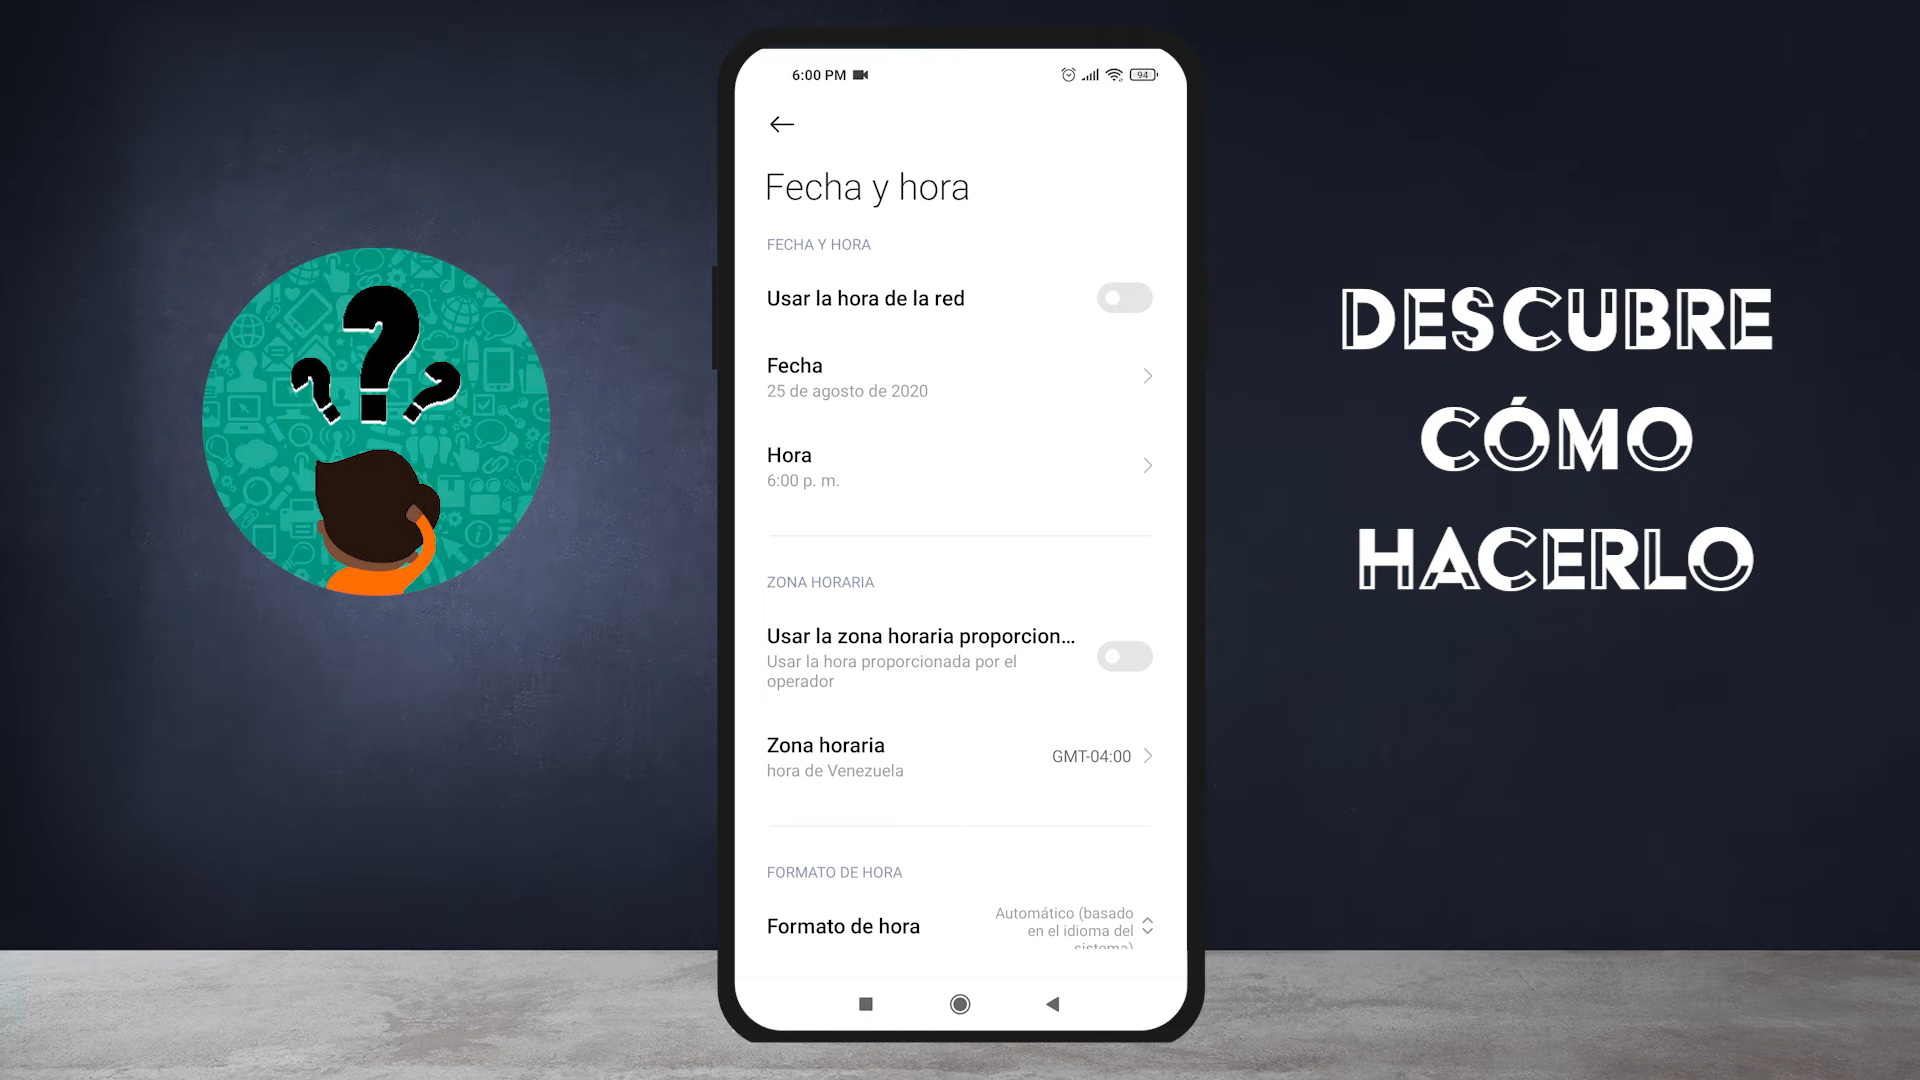 6:00 PM
94
Fecha y hora
FECHA Y HORA
Usar la hora de la red
Fecha
25 de agosto de 2020
Hora
6:00 p. m.
ZONA HORARIA
Usar la zona horaria proporcion...
Usar la hora proporcionada por el
operador
Zona horaria
GMT-04:00
hora de Venezuela
FORMATO DE HORA
Formato de hora
Automático (basado
en el idioma del
sistema)
DESCUBRE
CÓMO
HACERLO